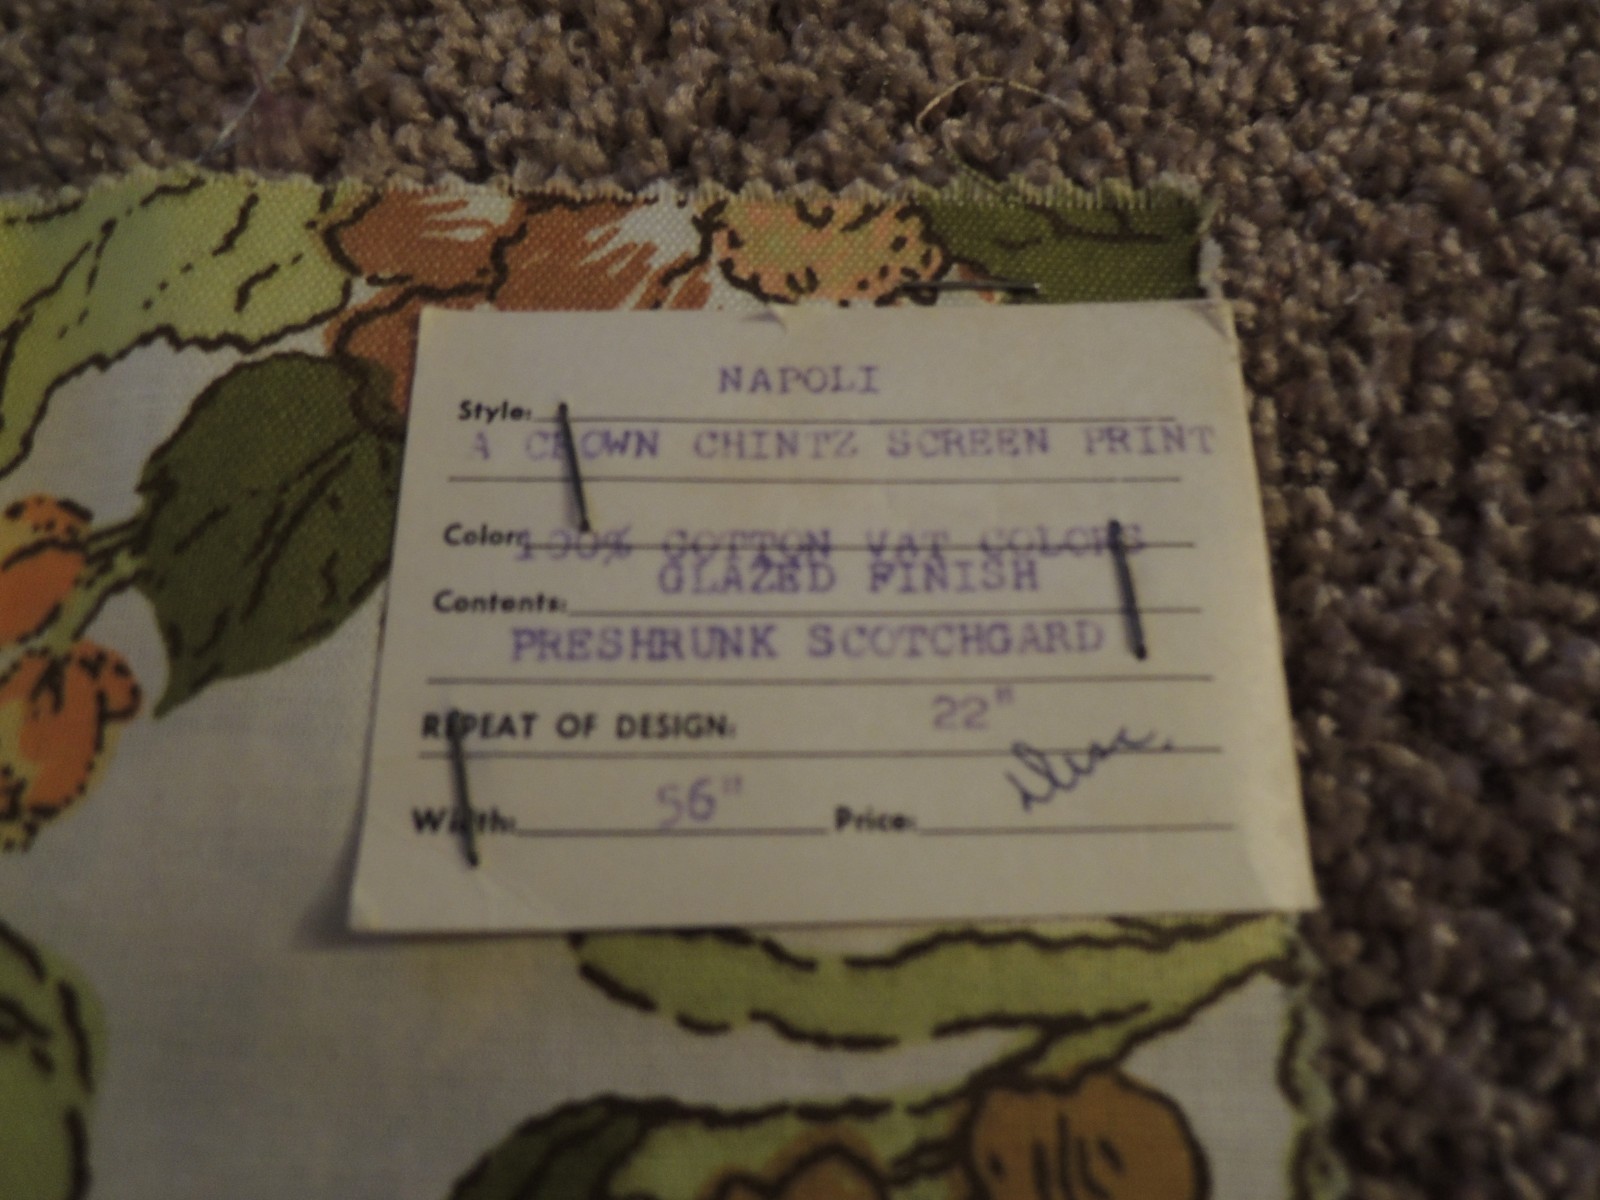 NAPOLI
Style:
A CROWN CHINTZ SCREEN PRINT
Color: 100% COTTON VAT COLORS
GLAZED FINISH
Contents:
PRESHRUNK SCOTCHGARD
REPEAT OF DESIGN: 22"
Width: 56" Price: Disc.